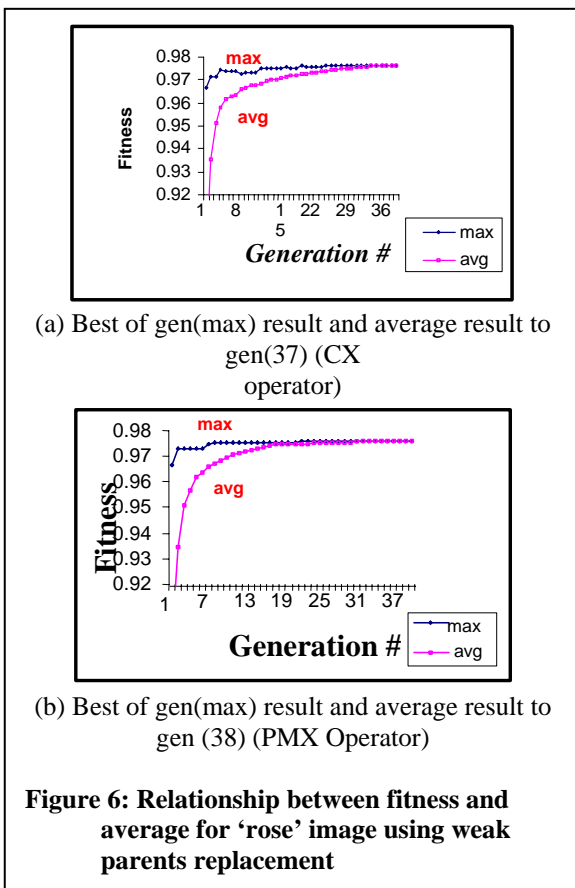 0.98
0.97
0.96
0.95
0.94
0.93
0.92
Fitness
max
avg
1 8 1 22 29 36
5
Generation #
max
avg
(a) Best of gen(max) result and average result to
gen(37) (CX
operator)
0.98
0.97
0.96
0.95
0.94
0.93
0.92
Fitness
max
avg
1 7 13 19 25 31 37
Generation #
max
avg
(b) Best of gen(max) result and average result to
gen (38) (PMX Operator)
Figure 6: Relationship between fitness and
average for ‘rose’ image using weak
parents replacement